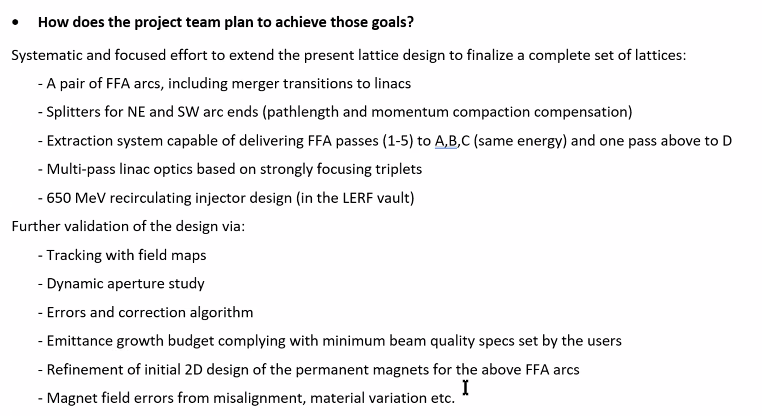 • How does the project team plan to achieve those goals?
Systematic and focused effort to extend the present lattice design to finalize a complete set of lattices:
- A pair of FFA arcs, including merger transitions to linacs
- Splitters for NE and SW arc ends (pathlength and momentum compaction compensation)
- Extraction system capable of delivering FFA passes (1-5) to A,B,C (same energy) and one pass above to D
- Multi-pass linac optics based on strongly focusing triplets
- 650 MeV recirculating injector design (in the LERF vault)
Further validation of the design via:
- Tracking with field maps
- Dynamic aperture study
- Errors and correction algorithm
- Emittance growth budget complying with minimum beam quality specs set by the users
- Refinement of initial 2D design of the permanent magnets for the above FFA arcs
- Magnet field errors from misalignment, material variation etc.